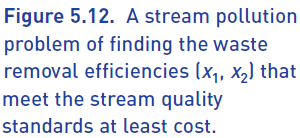 Figure 5.12. A stream pollution
problem of finding the waste
removal efficiencies (x₁, x₂) that
meet the stream quality
standards at least cost.